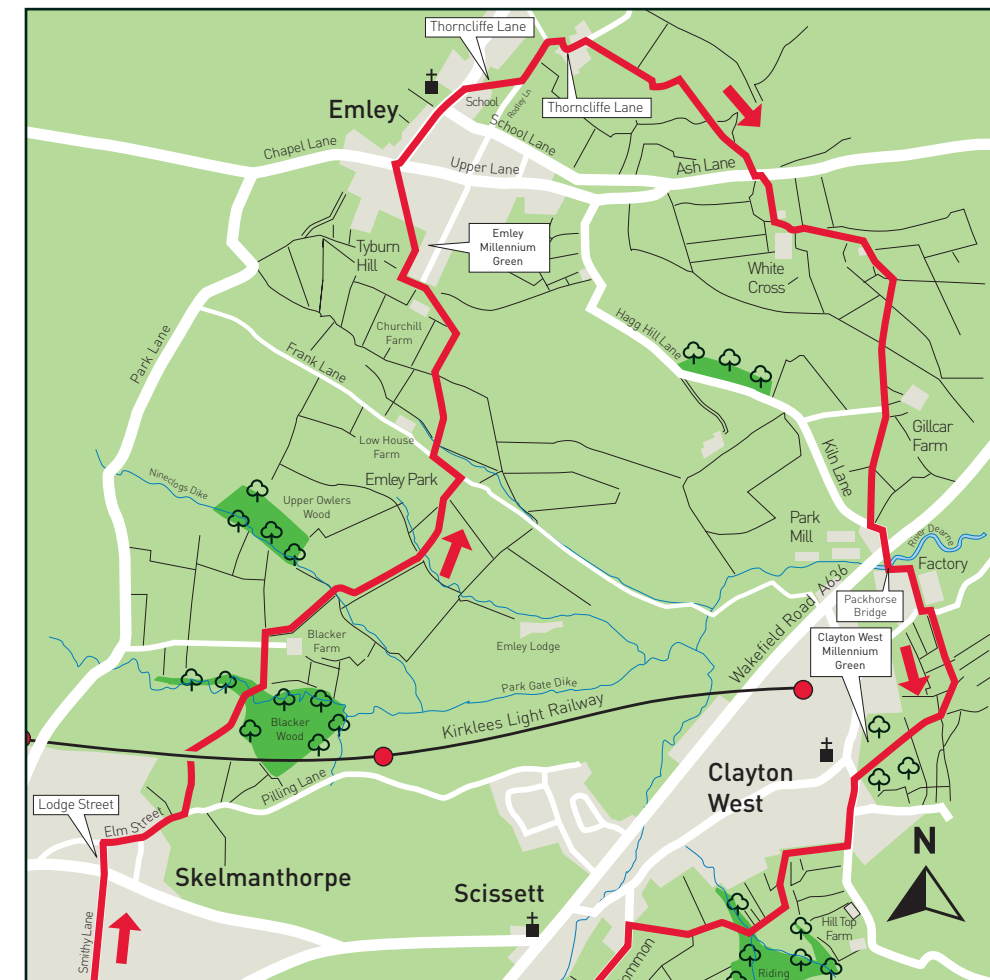 Thorncliffe Lane
Emley
School
Rodley Ln
Thorncliffe Lane
School Lane
Chapel Lane
Upper Lane
Ash Lane
Emley
Millennium
Green
Tyburn
Hill
White
Cross
Park Lane
Churchill
Farm
Hagg Hill Lane
Frank Lane
Low House
Farm
Gillcar
Farm
Kiln Lane
Emley Park
Nineclogs Dike
Upper Owlers
Wood
Park
Mill
River Dearne
Factory
Wakefield Road A636
Packhorse
Bridge
Blacker
Farm
Emley Lodge
Clayton West
Millennium
Green
Park Gate Dike
Kirklees Light Railway
Blacker
Wood
Pilling Lane
Clayton
West
Lodge Street
Elm Street
N
Skelmanthorpe
Scissett
Smithy Lane
Hill Top
Farm
ommon
Riding